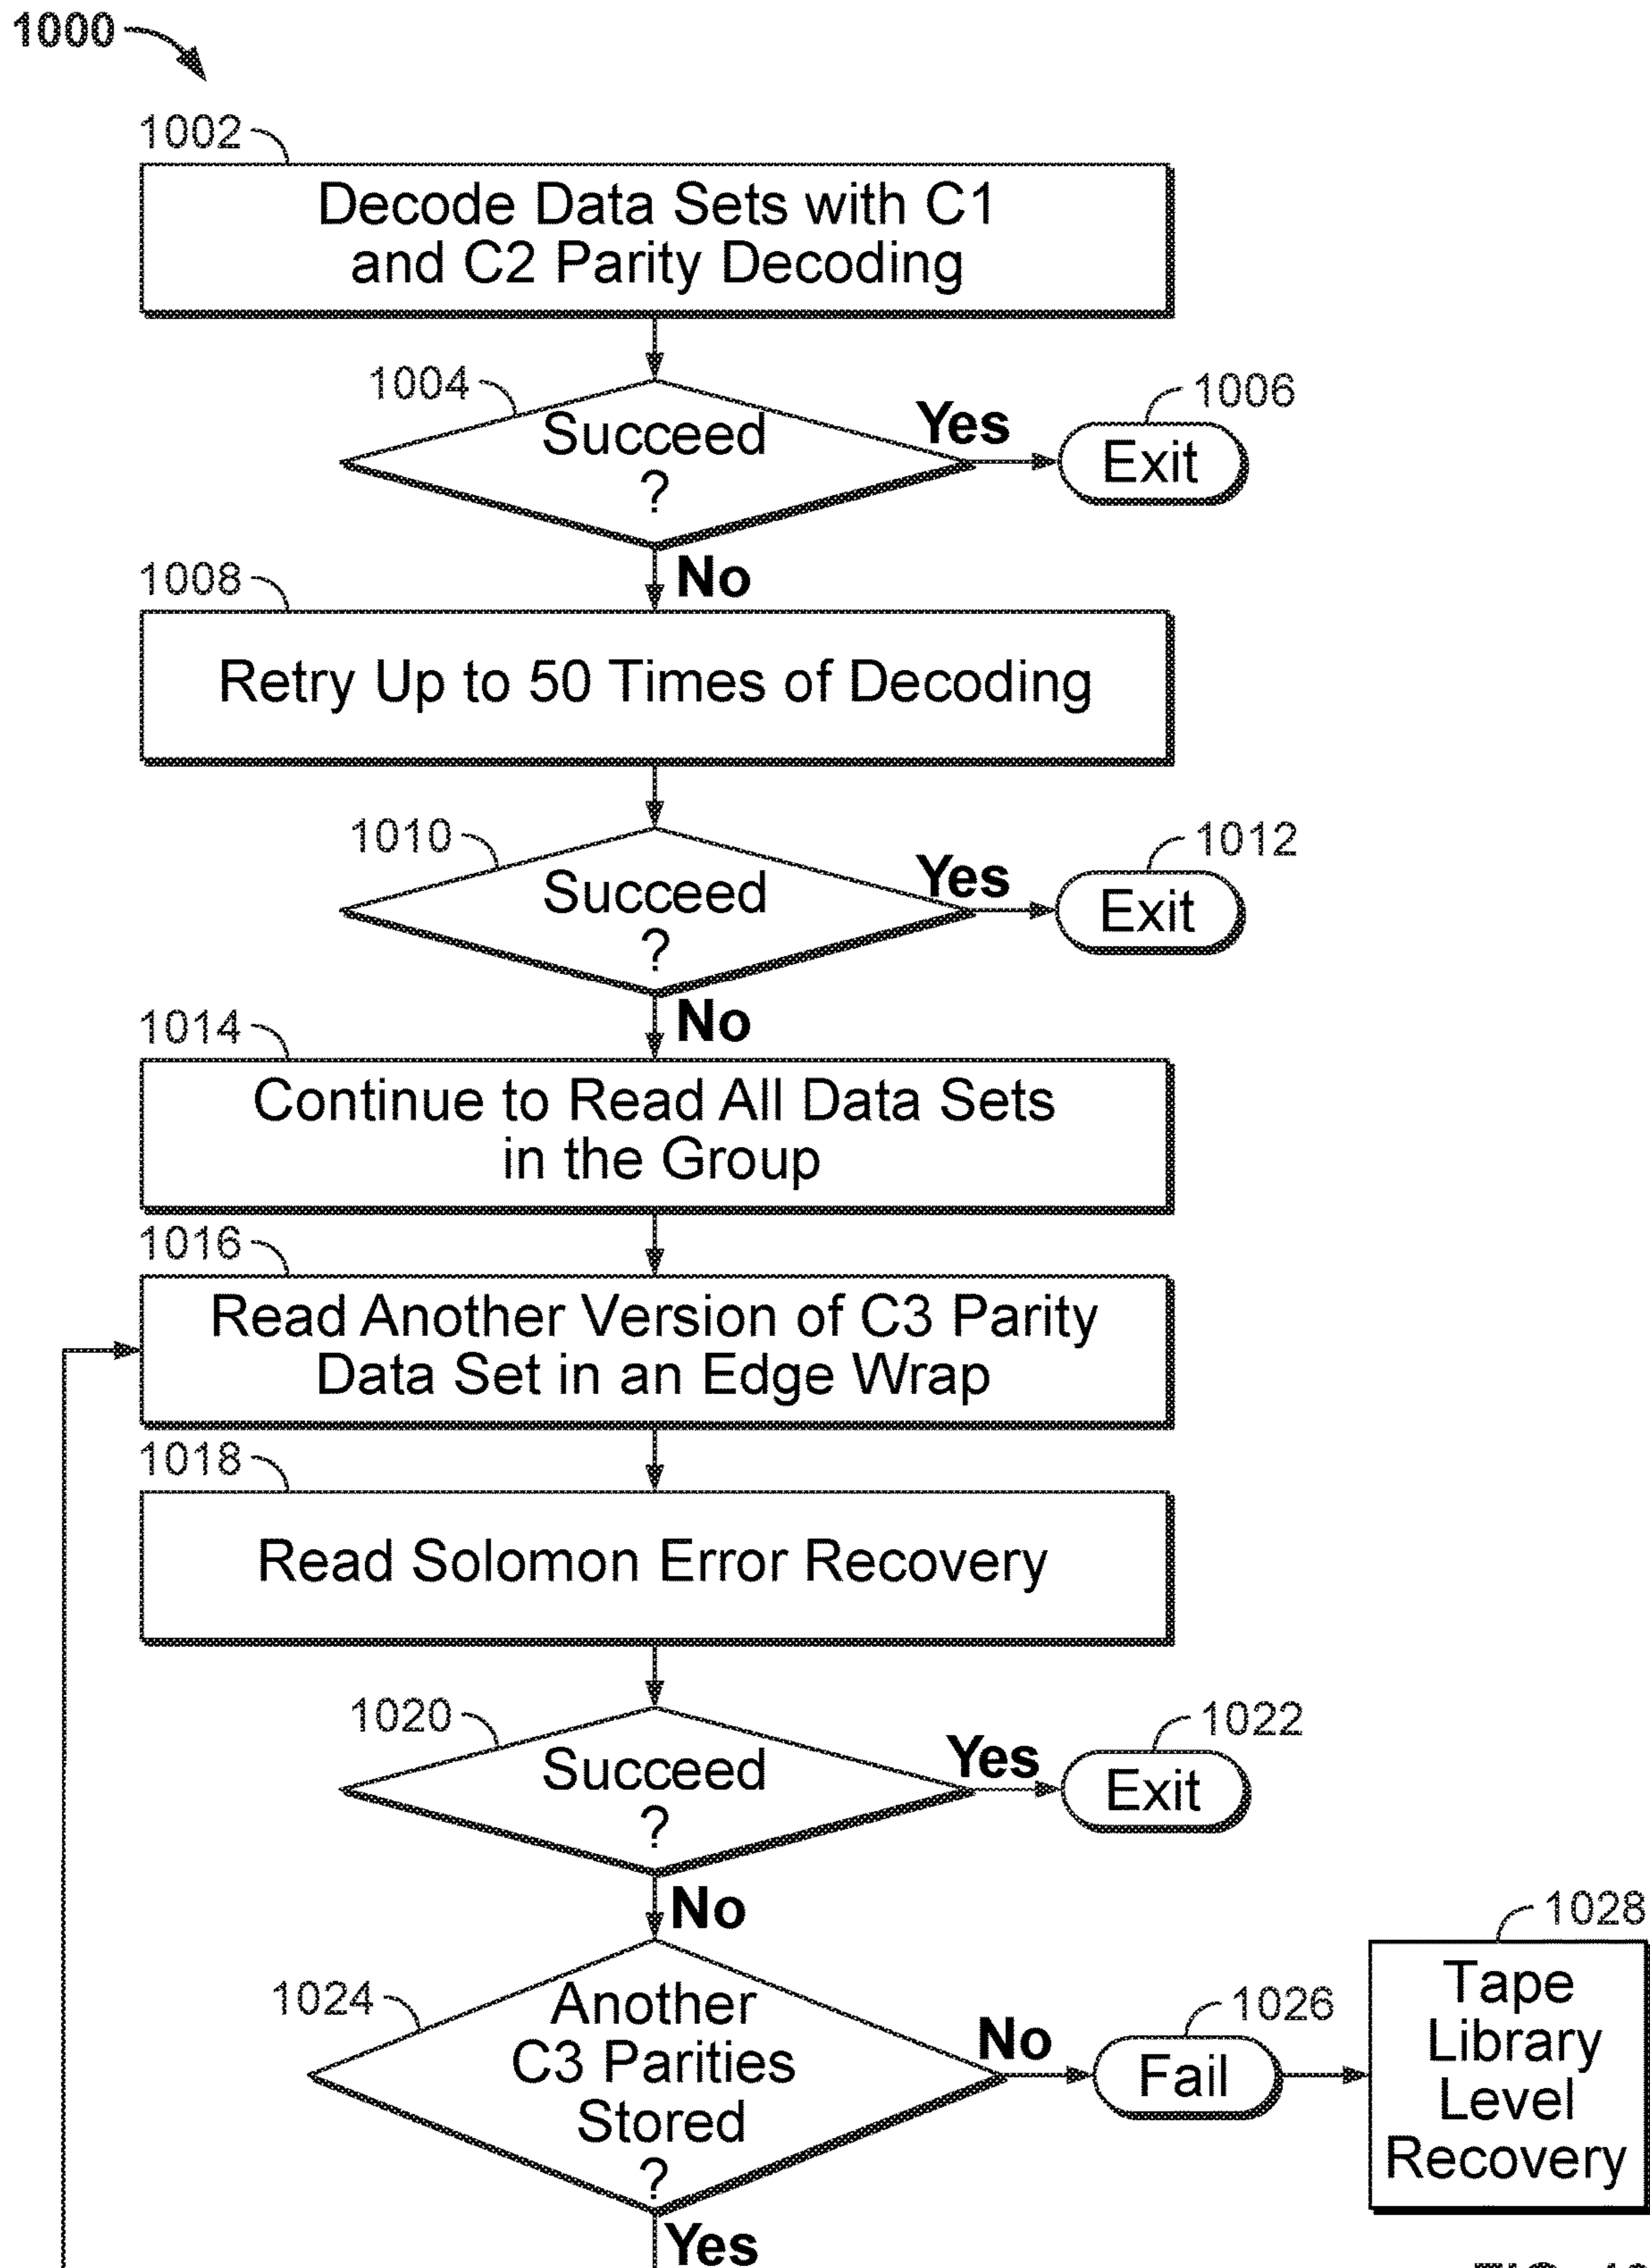 1000
1002
Decode Data Sets with C1
and C2 Parity Decoding
1004
Succeed
?
Yes
1006
Exit
No
1008
Retry Up to 50 Times of Decoding
1010
Succeed
?
Yes
1012
Exit
No
1014
Continue to Read All Data Sets
in the Group
1016
Read Another Version of C3 Parity
Data Set in an Edge Wrap
1018
Read Solomon Error Recovery
1020
Succeed
?
Yes
1022
Exit
No
1024
Another
C3 Parities
Stored
?
No
1026
Fail
1028
Tape
Library
Level
Recovery
Yes